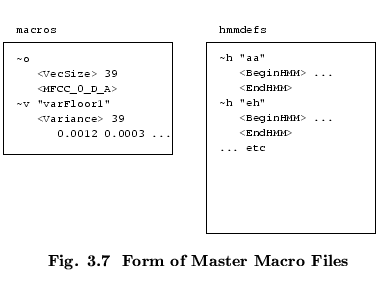 macros
~o
<VecSize> 39
<MFCC_0_D_A>
~v "varFloor1"
<Variance> 39
0.0012 0.0003 ...
hmmdefs
~h "aa"
<BeginHMM> ...
<EndHMM>
~h "eh"
<BeginHMM> ...
<EndHMM>
... etc
Fig. 3.7 Form of Master Macro Files